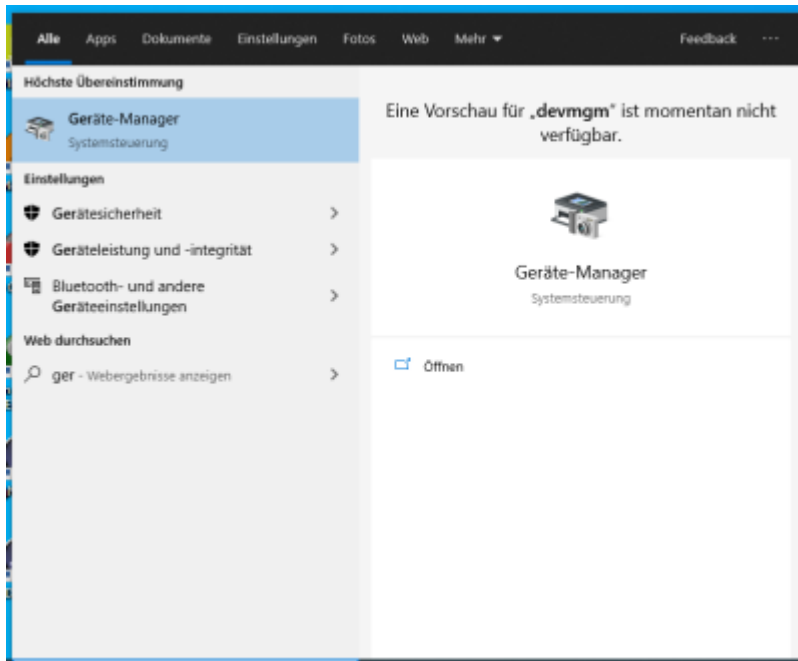 Alle Apps Dokumente Einstellungen Fotos Web Mehr Feedback ...
Höchste Übereinstimmung
Geräte-Manager
Systemsteuerung
Einstellungen
Gerätesicherheit
Geräteleistung und -integrität
Bluetooth- und andere
Geräteeinstellungen
Web durchsuchen
ger - Webergebnisse anzeigen
Eine Vorschau für „devmgm" ist momentan nicht
verfügbar.
Geräte-Manager
Systemsteuerung
Öffnen